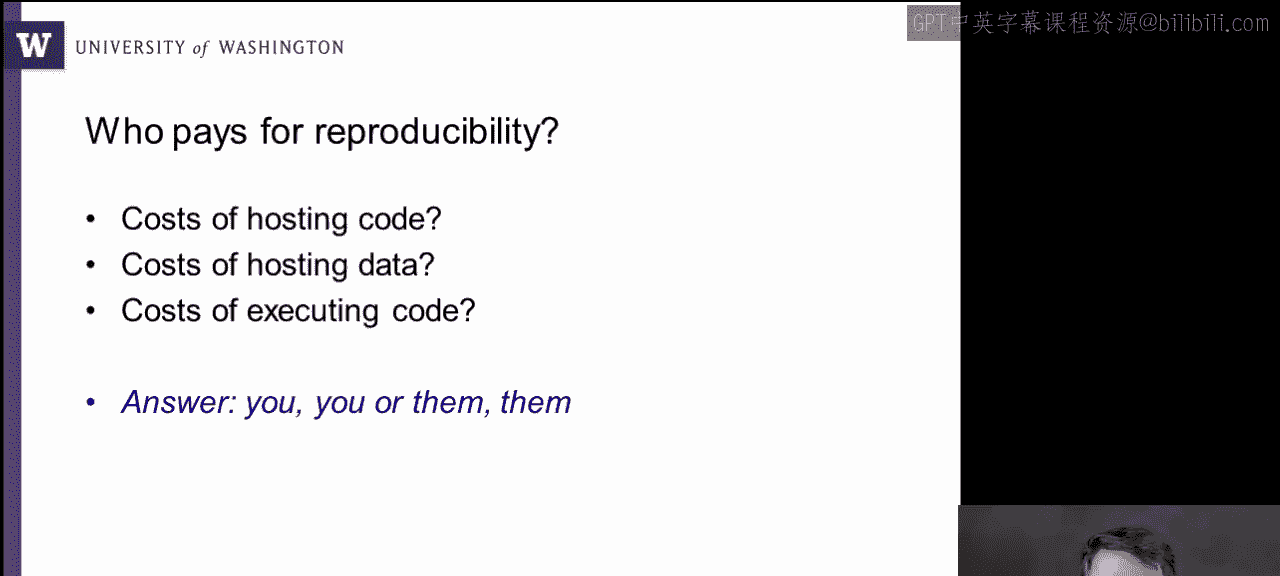 GPT中英字幕课程资源@bilibili.com
W UNIVERSITY of WASHINGTON
Who pays for reproducibility?
• Costs of hosting code?
• Costs of hosting data?
• Costs of executing code?
• Answer: you, you or them, them